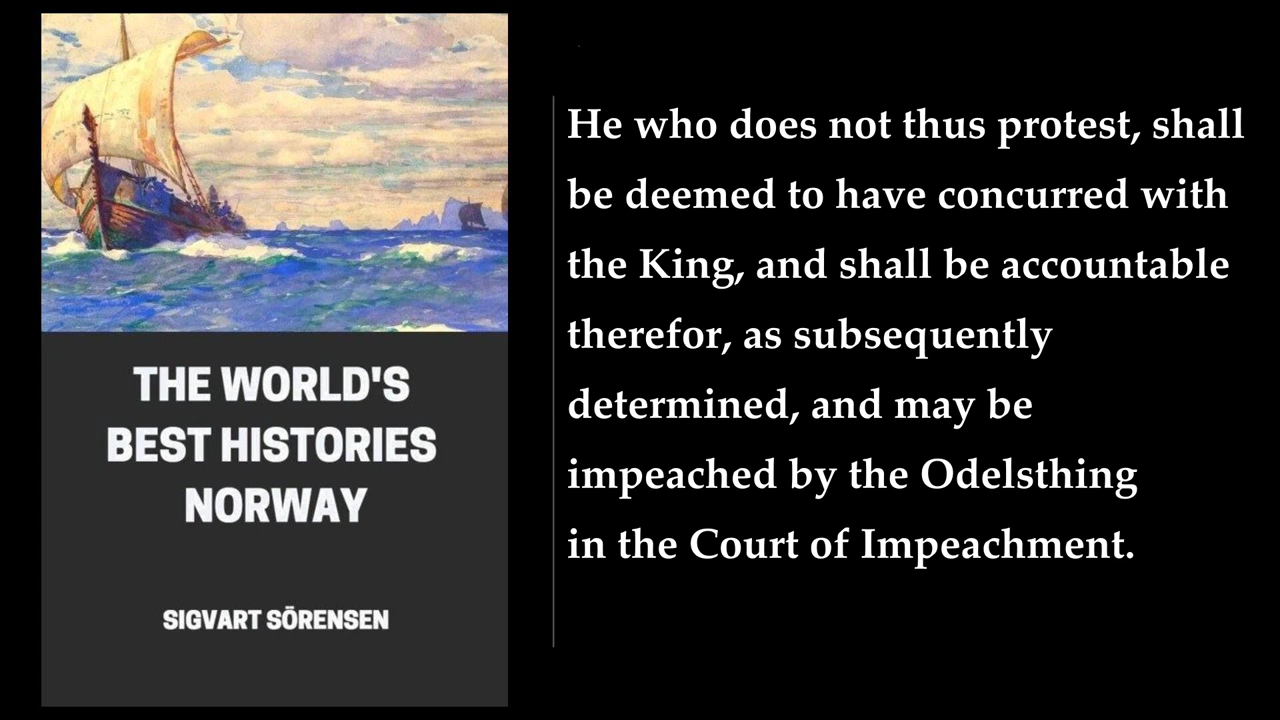 THE WORLD'S
BEST HISTORIES
NORWAY
SIGVART SÖRENSEN
He who does not thus protest, shall
be deemed to have concurred with
the King, and shall be accountable
therefor, as subsequently
determined, and may be
impeached by the Odelsthing
in the Court of Impeachment.